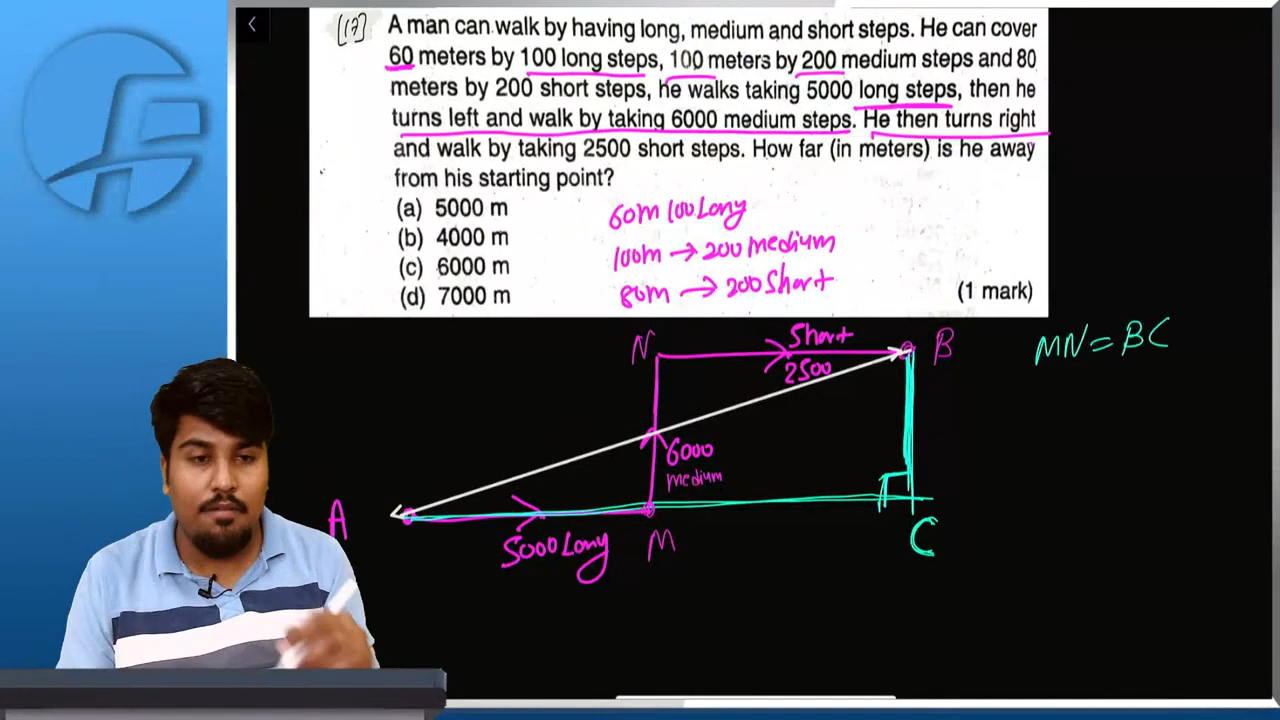 [17] A man can walk by having long, medium and short steps. He can cover
60 meters by 100 long steps, 100 meters by 200 medium steps and 80
meters by 200 short steps, he walks taking 5000 long steps, then he
turns left and walk by taking 6000 medium steps. He then turns right
and walk by taking 2500 short steps. How far (in meters) is he away
from his starting point?
(a) 5000 m
(b) 4000 m
(c) 6000 m
(d) 7000 m
(1 mark)
60m 100 Long
100m → 200 medium
80m → 200 Short
N
Short
2500
B
MN = BC
6000
medium
A
5000 Long
M
C